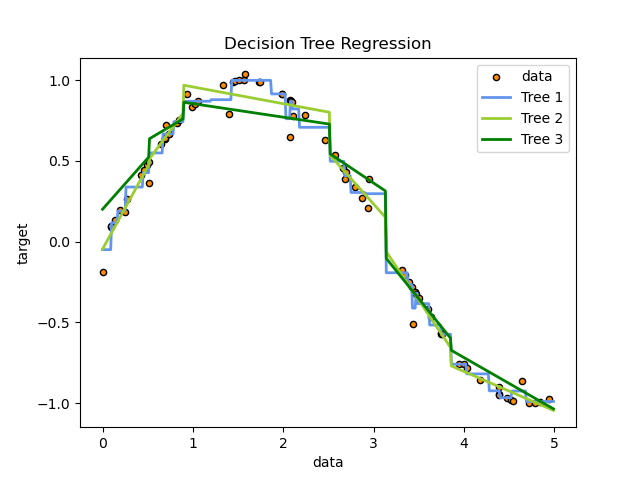 Decision Tree Regression
data
Tree 1
Tree 2
Tree 3
target
1.0
0.5
0.0
−0.5
−1.0
0 1 2 3 4 5
data